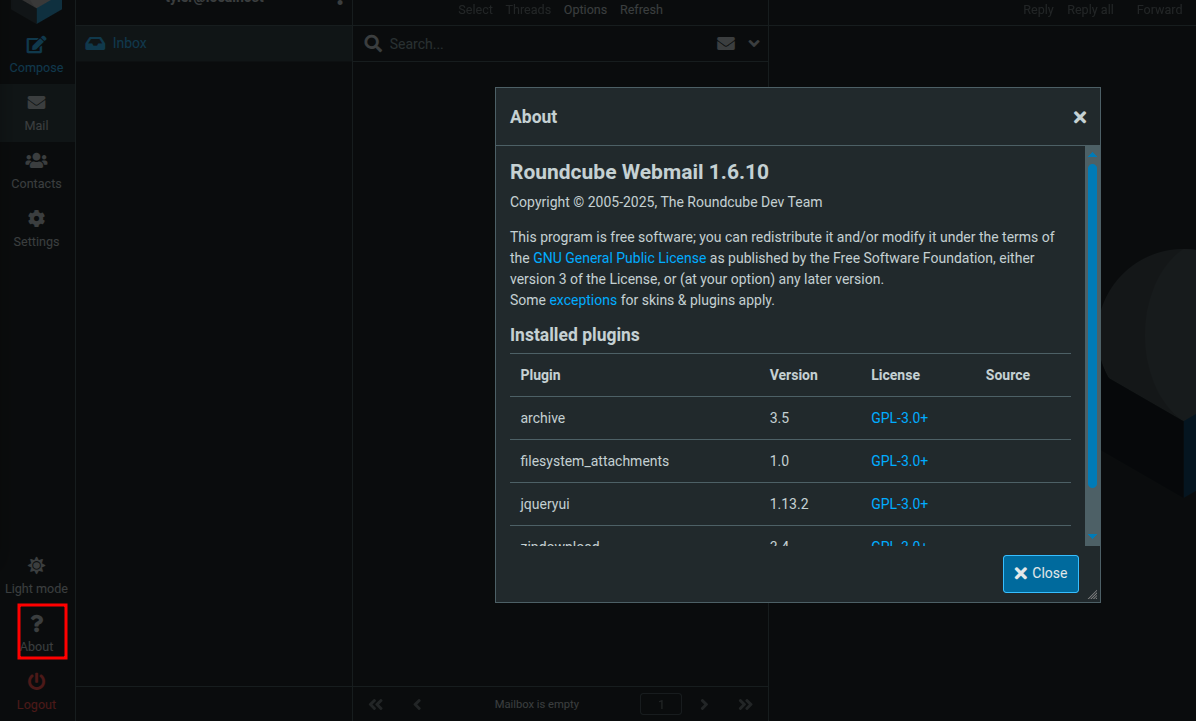 Select Threads Options Refresh
Reply Reply all Forward
Compose
Inbox
Search...
Mail
Contacts
Settings
About
Roundcube Webmail 1.6.10
Copyright © 2005-2025, The Roundcube Dev Team
This program is free software; you can redistribute it and/or modify it under the terms of
the GNU General Public License as published by the Free Software Foundation, either
version 3 of the License, or (at your option) any later version.
Some exceptions for skins & plugins apply.
Installed plugins
Plugin Version License Source
archive 3.5 GPL-3.0+
filesystem_attachments 1.0 GPL-3.0+
jqueryui 1.13.2 GPL-3.0+
Close
Light mode
About
Logout
Mailbox is empty
1